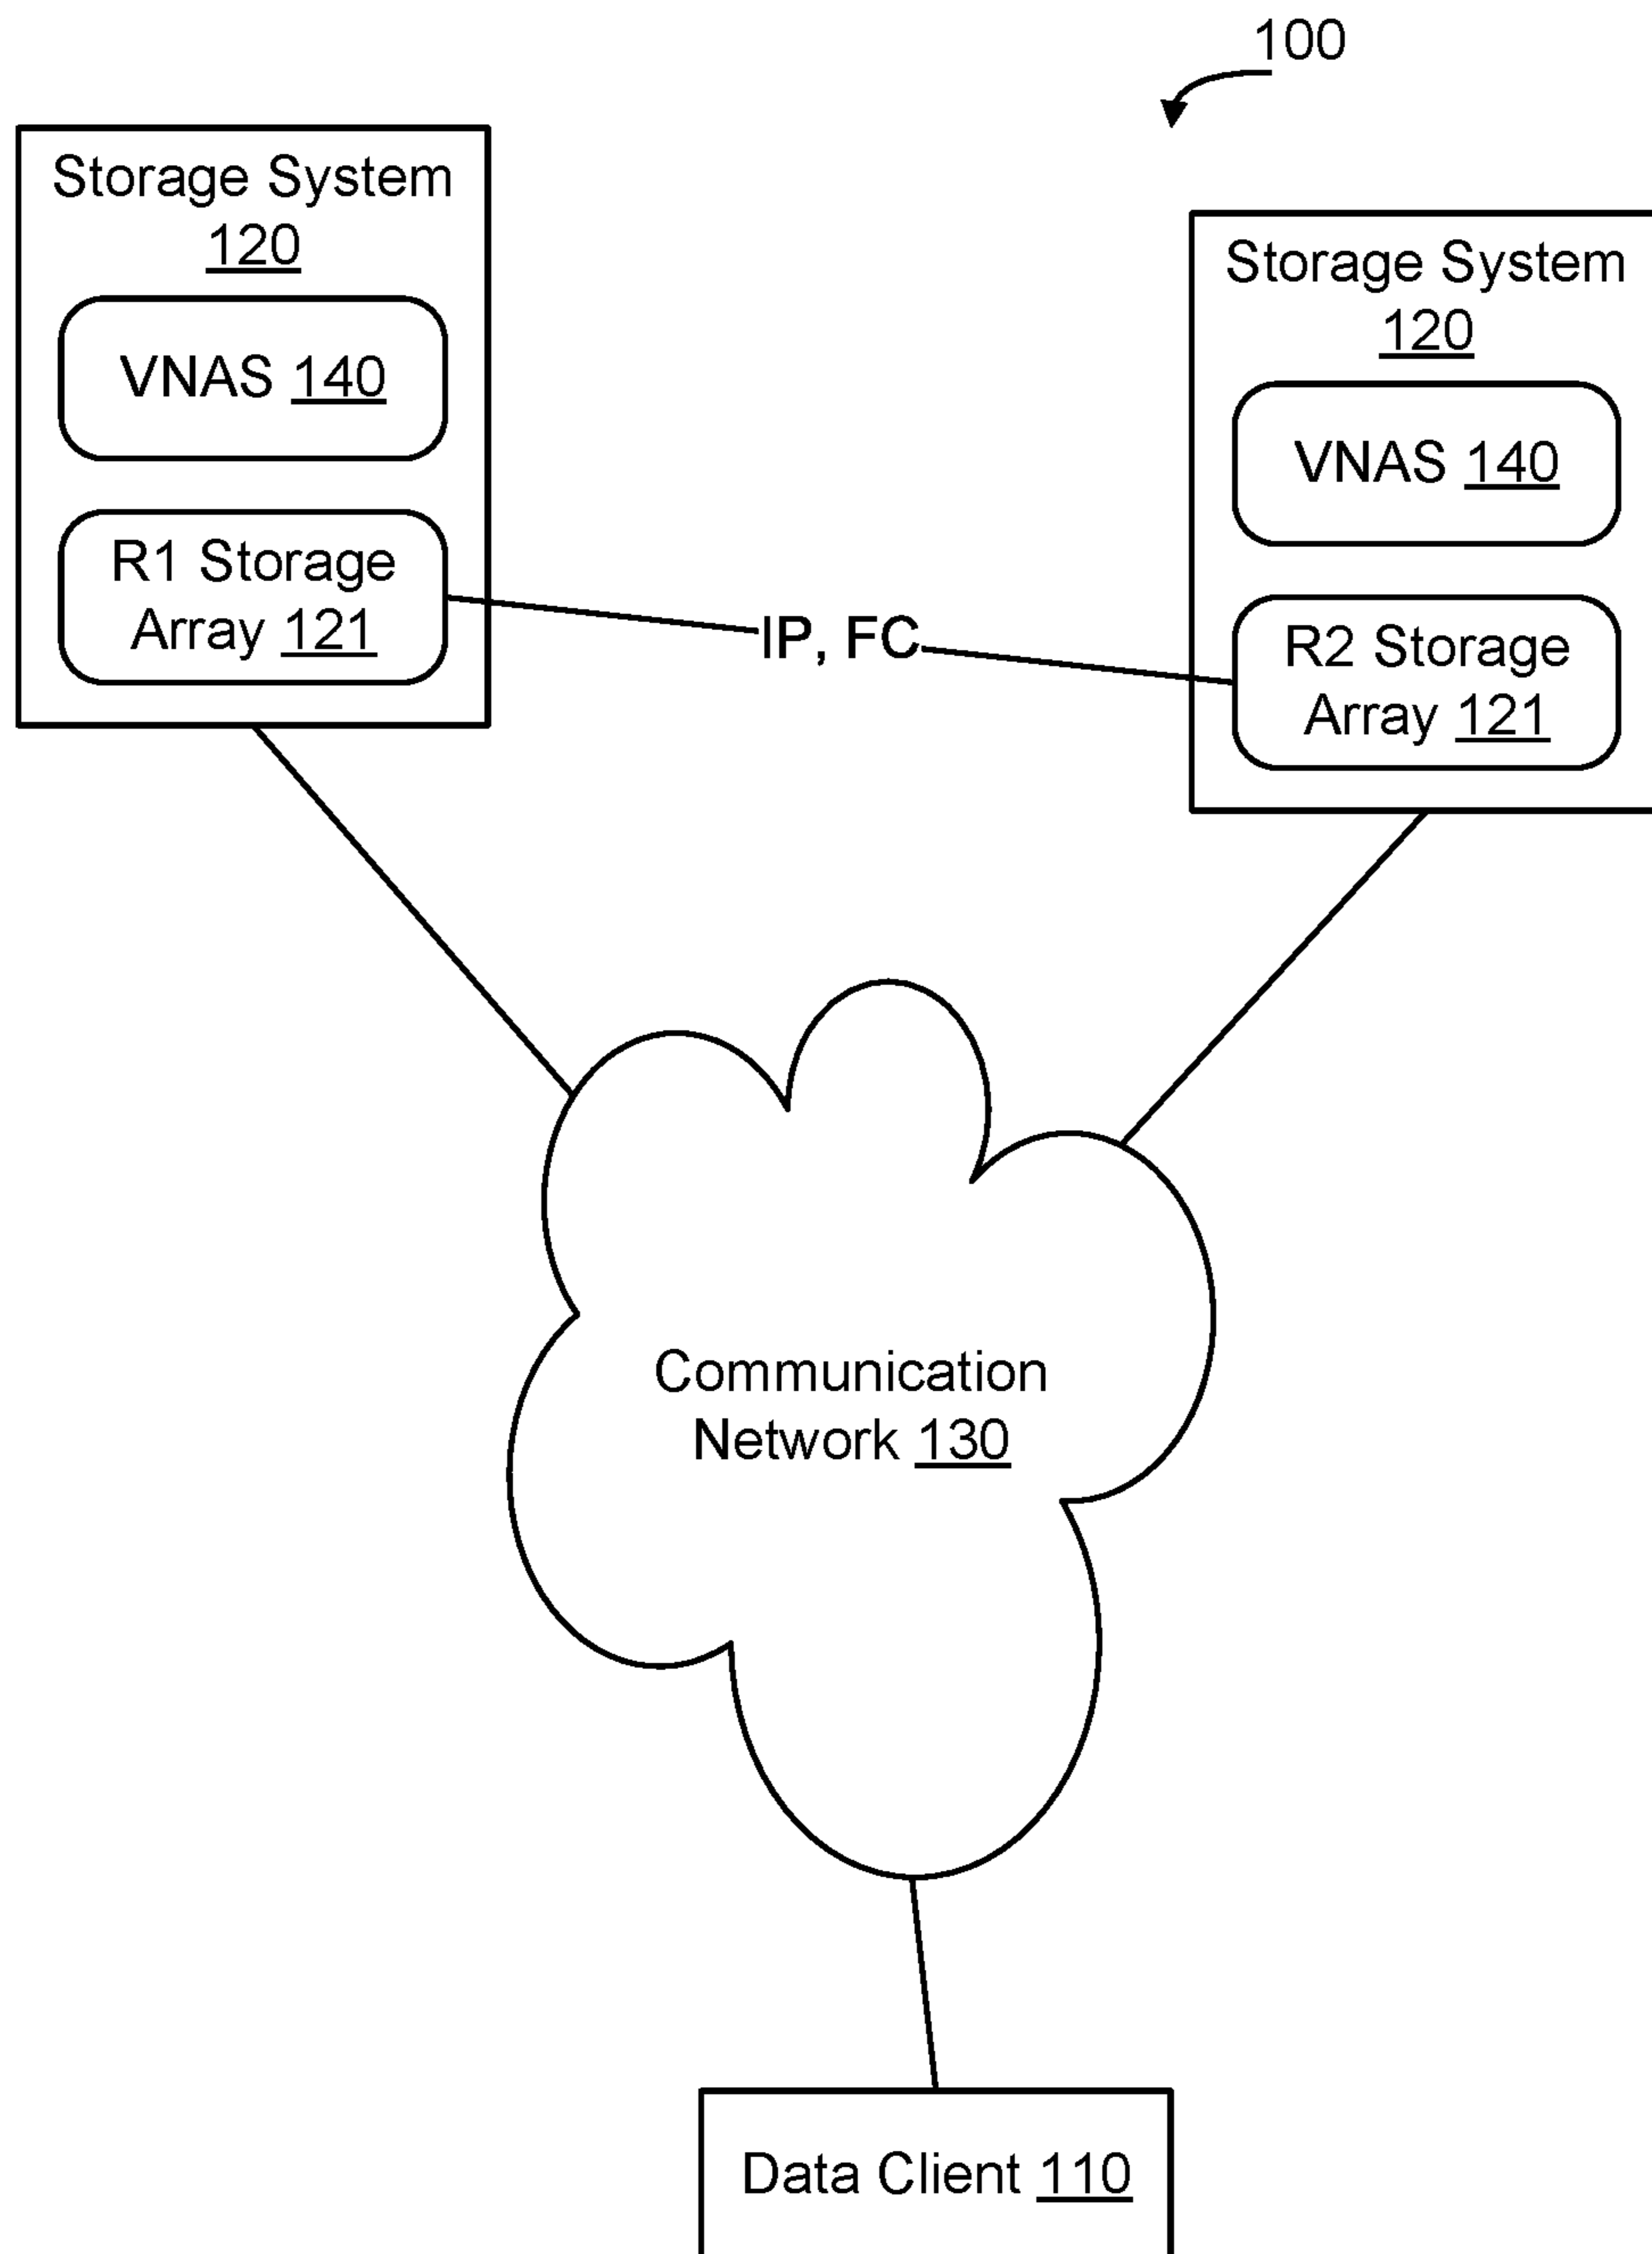 100
Storage System
120
VNAS 140
R1 Storage
Array 121
IP, FC
Storage System
120
VNAS 140
R2 Storage
Array 121
Communication
Network 130
Data Client 110